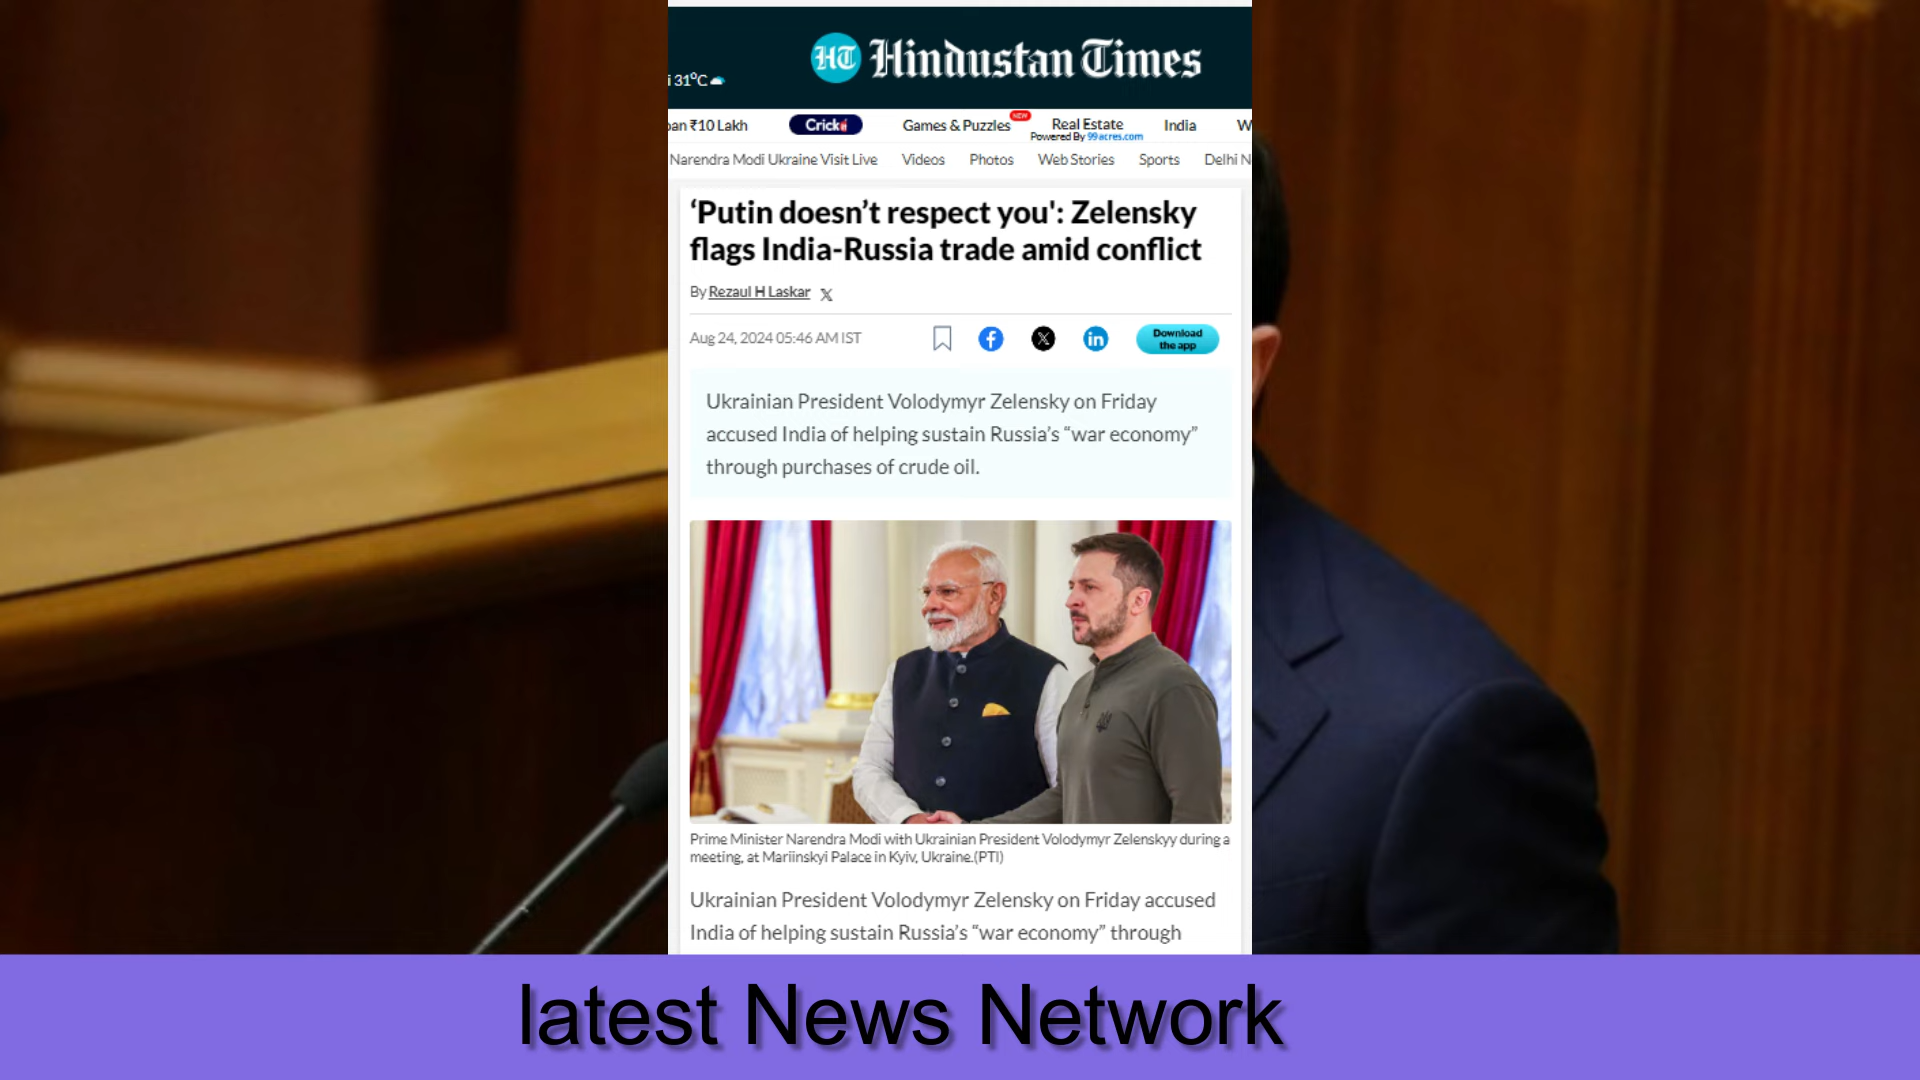 HT Hindustan Times
31°C
₹10 Lakh
Crick
Games & Puzzles
NEW
Real Estate
Powered By 99acres.com
India
Narendra Modi Ukraine Visit Live
Videos
Photos
Web Stories
Sports
Delhi
‘Putin doesn’t respect you': Zelensky
flags India-Russia trade amid conflict
By Rezaul H Laskar
Aug 24, 2024 05:46 AM IST
Download
the app
Ukrainian President Volodymyr Zelensky on Friday
accused India of helping sustain Russia’s “war economy”
through purchases of crude oil.
Prime Minister Narendra Modi with Ukrainian President Volodymyr Zelenskyy during a
meeting, at Mariinskyi Palace in Kyiv, Ukraine.(PTI)
Ukrainian President Volodymyr Zelensky on Friday accused
India of helping sustain Russia’s “war economy” through
latest News Network